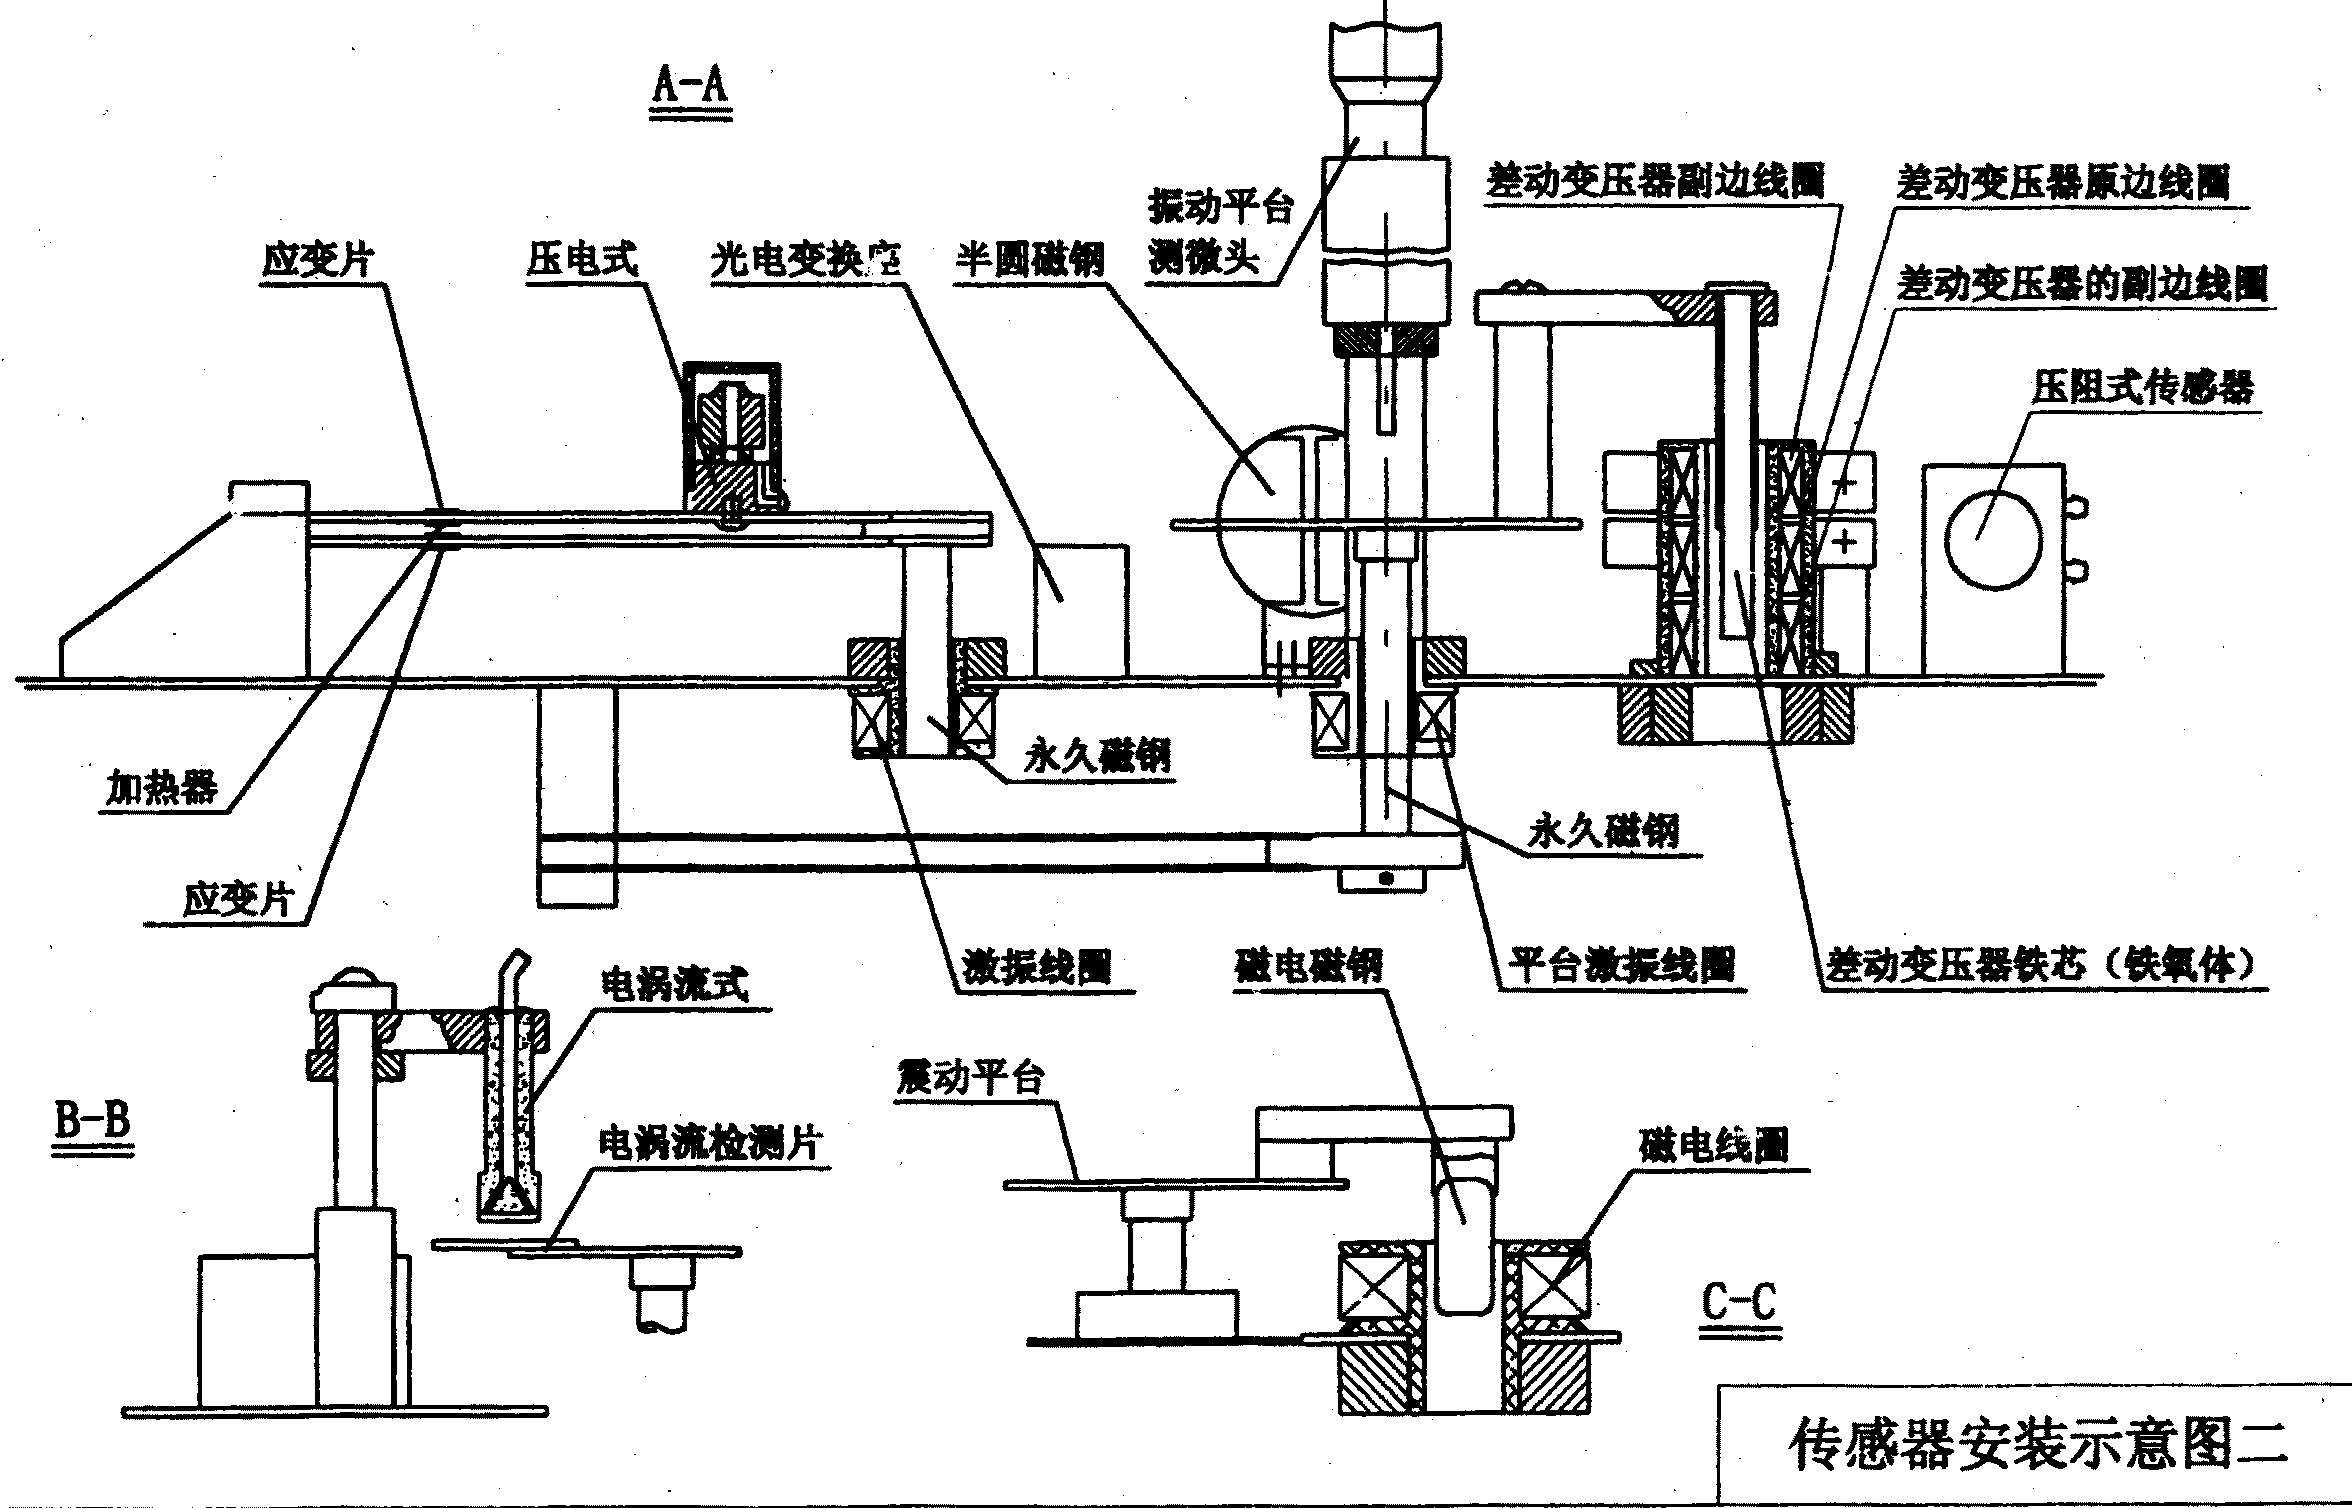 A-A
振动平台
测微头
差动变压器副边线圈
差动变压器原边线圈
应变片
压电式
光电变换座
半圆磁钢
差动变压器的副边线圈
压阻式传感器
加热器
永久磁钢
永久磁钢
应变片
电涡流式
激振线圈
磁电磁钢
平台激振线圈
差动变压器铁芯（铁氧体）
B-B
震动平台
电涡流检测片
磁电线圈
C-C
传感器安装示意图二